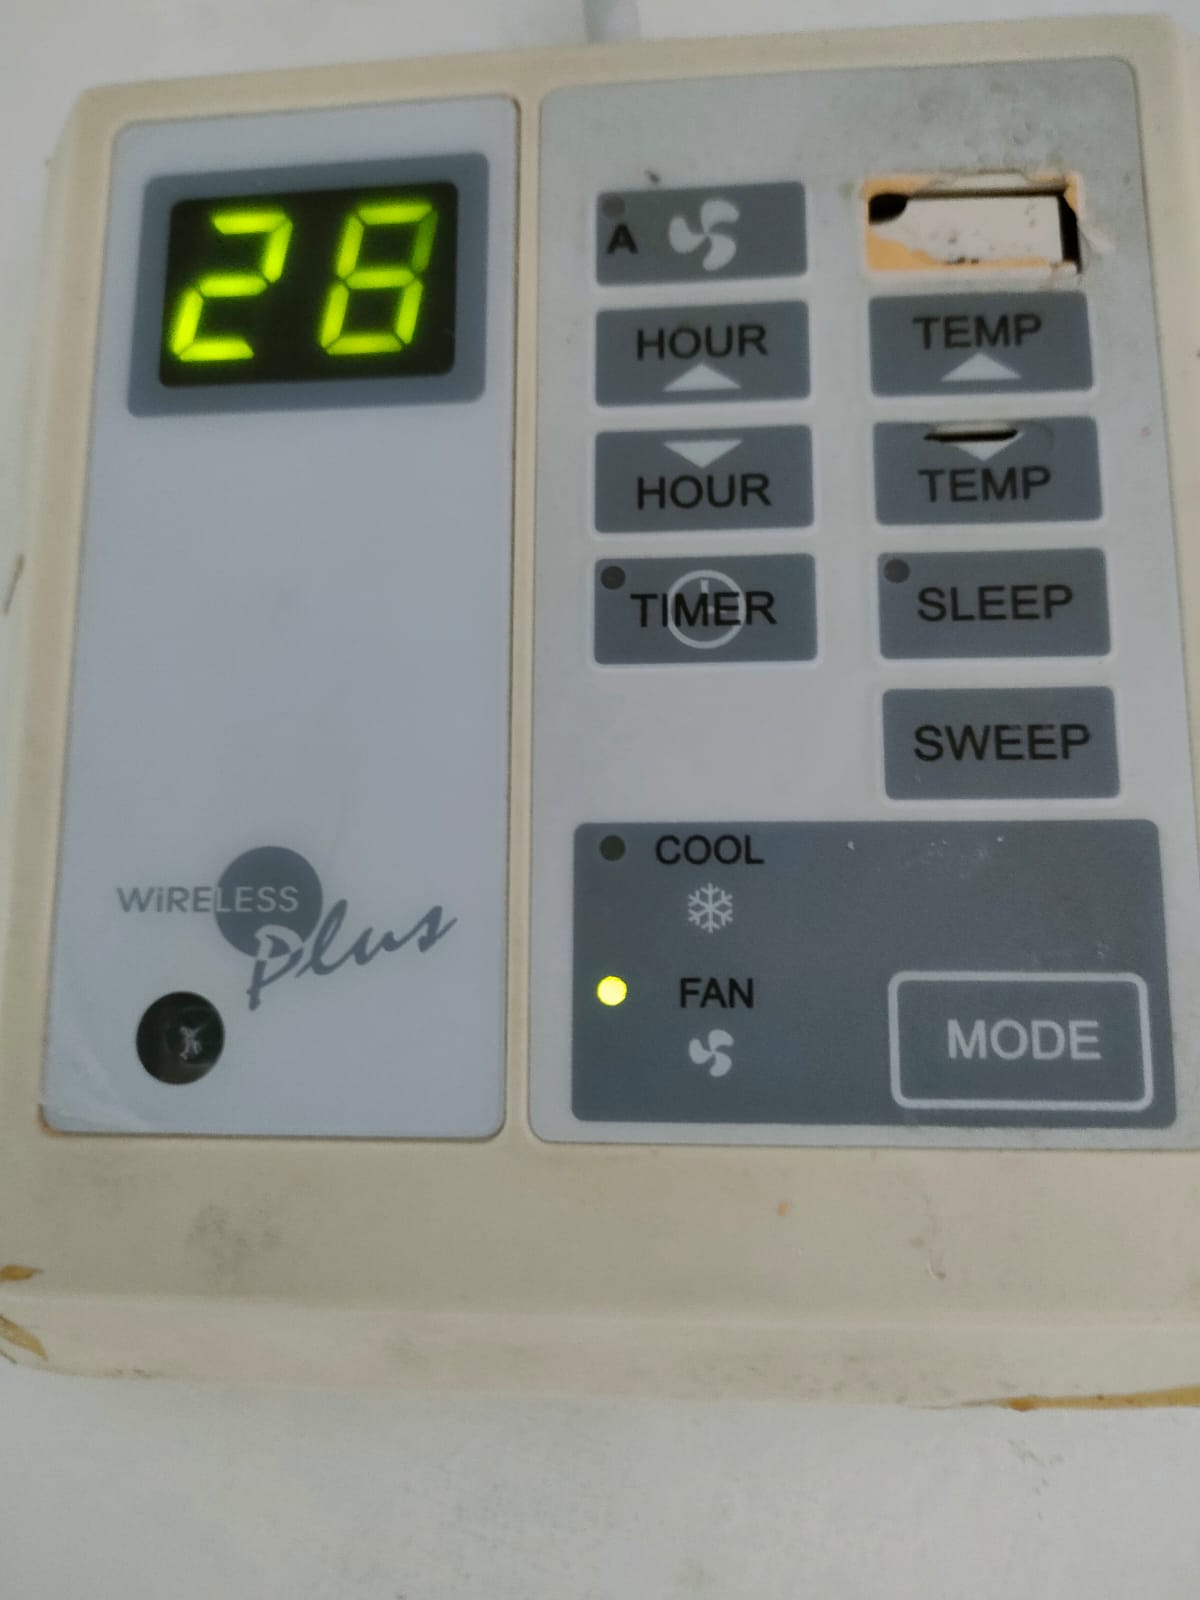 28
WiRELESS
Plus
A
HOUR
TEMP
HOUR
TEMP
TIMER
SLEEP
SWEEP
COOL
FAN
MODE